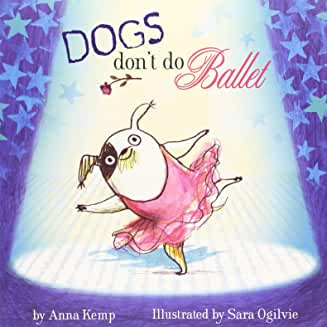 DOGS
don't do
Ballet
by Anna Kemp
Illustrated by Sara Ogilvie